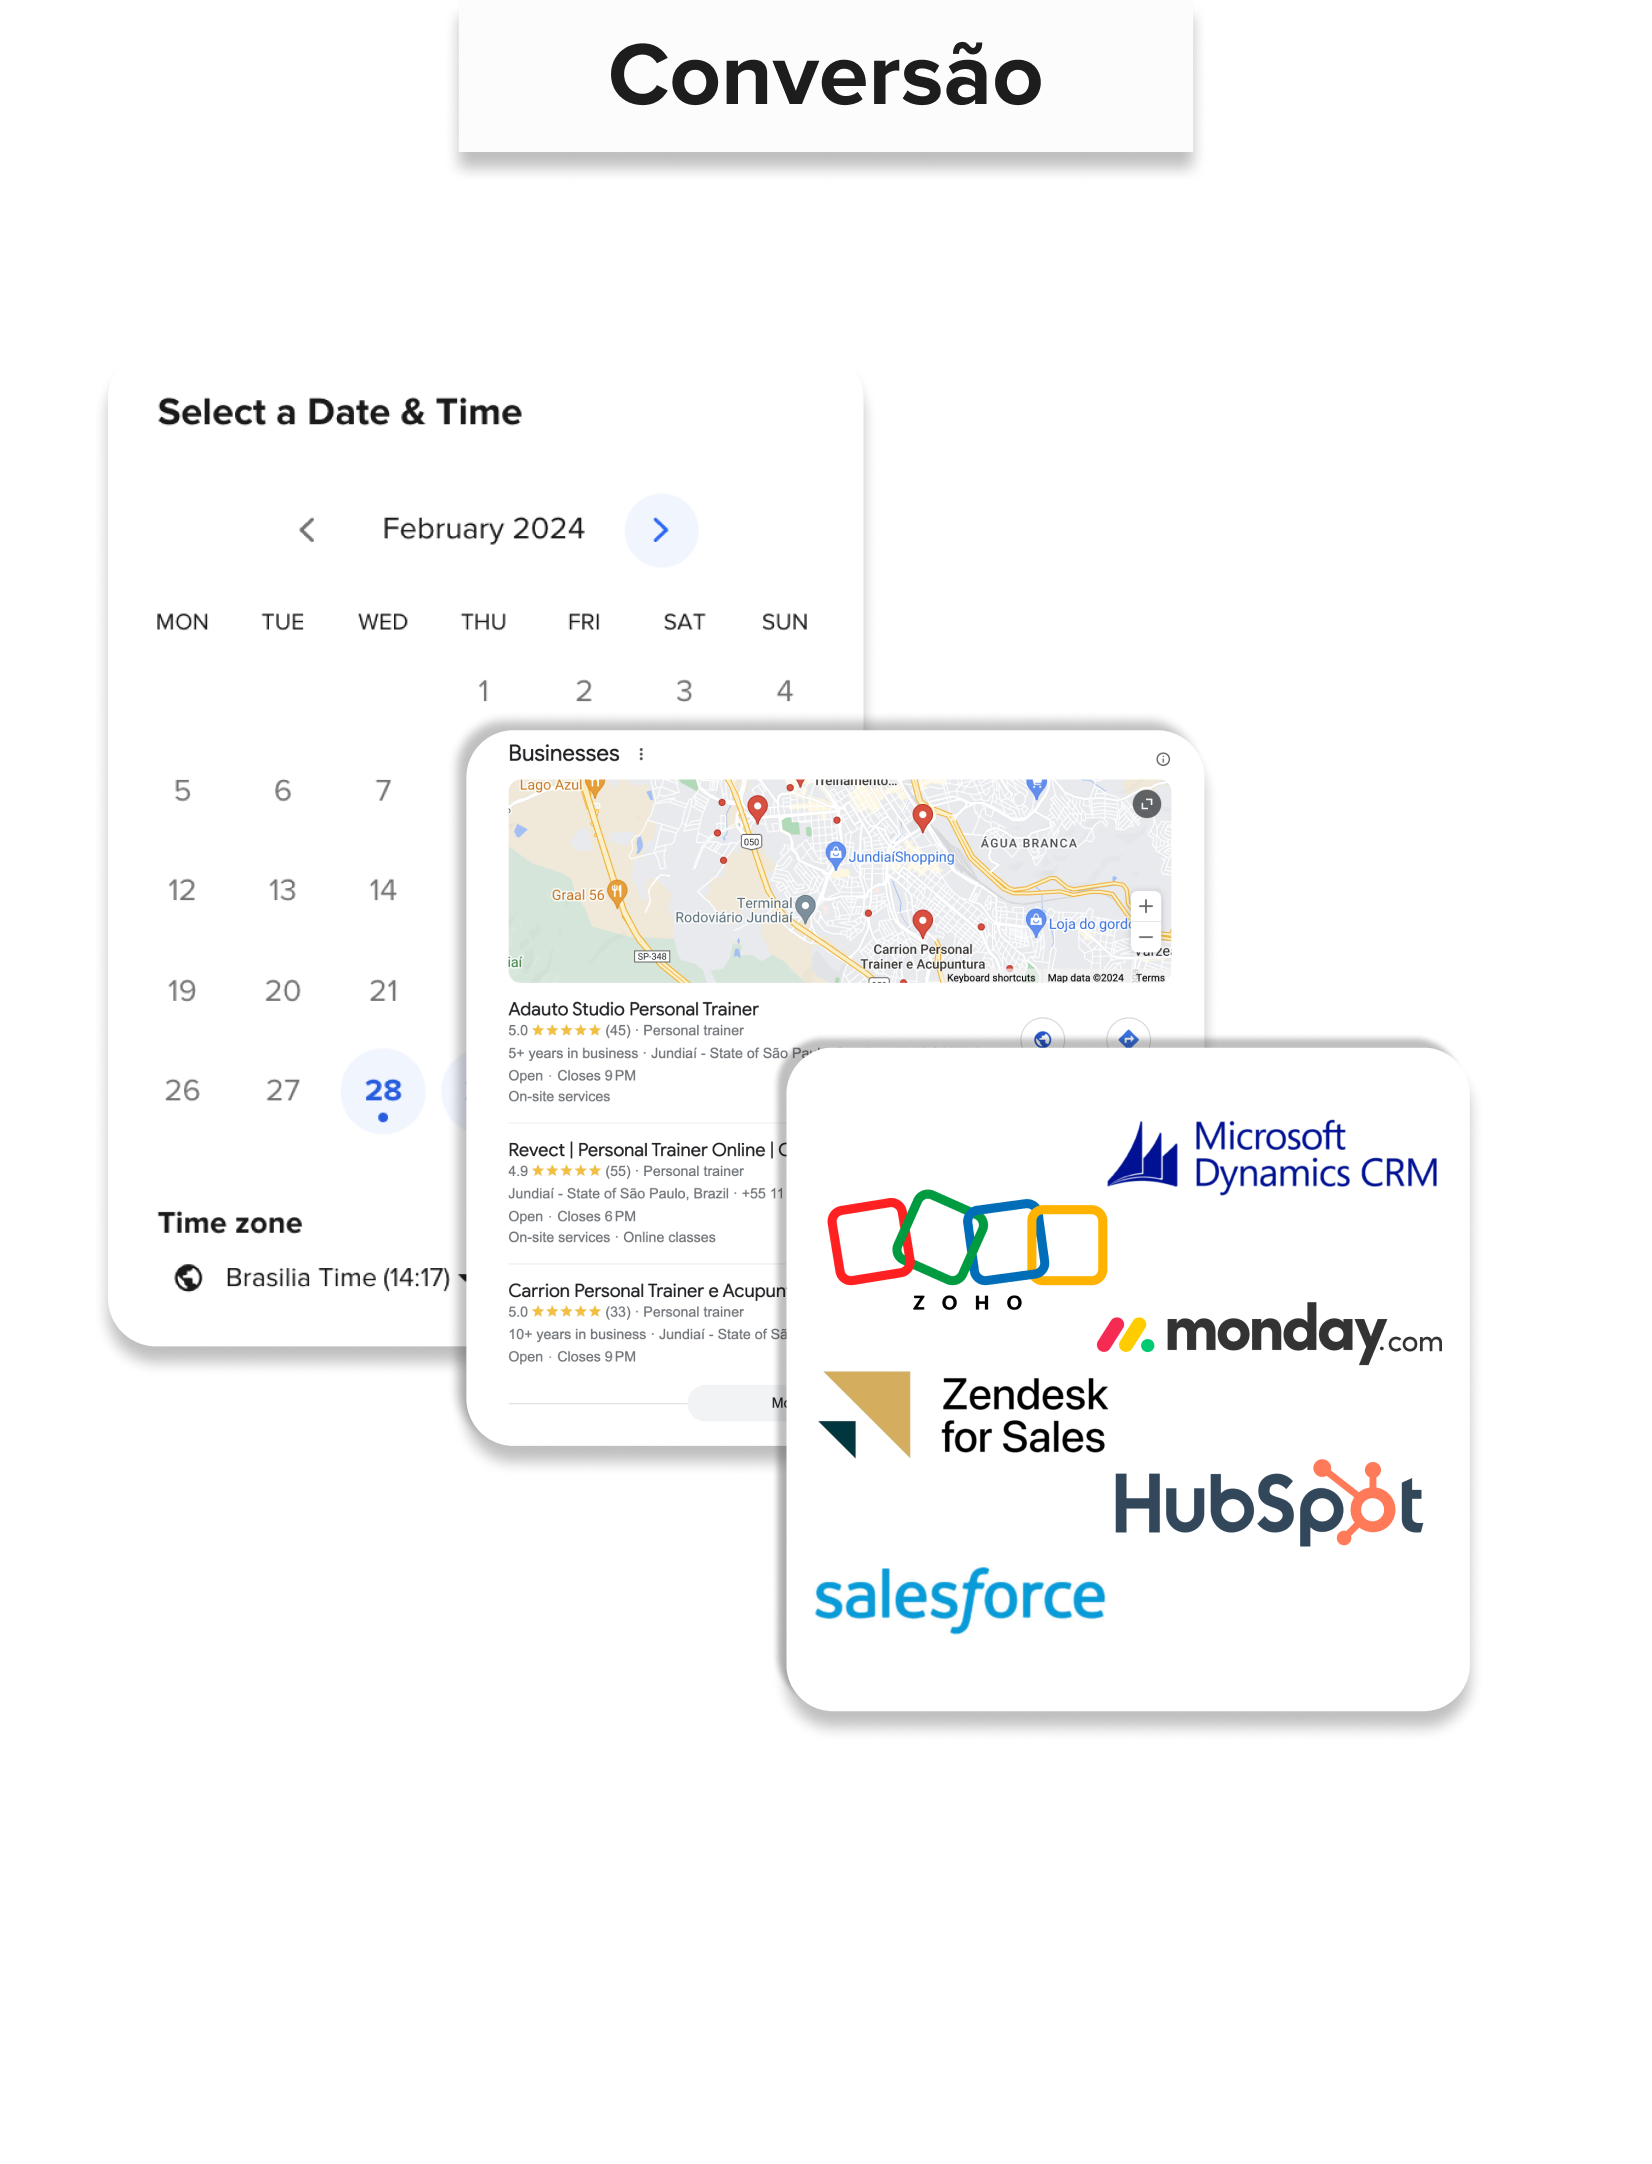 Conversão
Select a Date & Time
February 2024
MON TUE WED THU FRI SAT SUN
1 2 3 4
5 6 7
12 13 14
19 20 21
26 27 28
Time zone
Brasilia Time (14:17)
Businesses
Lago Azul
Treinamento...
050
ÁGUA BRANCA
JundiaíShopping
Graal 56
Terminal
Rodoviário Jundiaí
Loja do gordo
Carrion Personal
Trainer e Acupuntura
SP-348
iaí
Varze
Keyboard shortcuts Map data ©2024 Terms
Adauto Studio Personal Trainer
5.0 (45) · Personal trainer
5+ years in business · Jundiaí - State of São Pau
Open · Closes 9 PM
On-site services
Revect | Personal Trainer Online | C
4.9 (55) · Personal trainer
Jundiaí - State of São Paulo, Brazil · +55 11
Open · Closes 6 PM
On-site services · Online classes
Carrion Personal Trainer e Acupun
5.0 (33) · Personal trainer
10+ years in business · Jundiaí - State of Sã
Open · Closes 9 PM
Mo
Microsoft
Dynamics CRM
ZOHO
monday.com
Zendesk
for Sales
HubSpot
salesforce